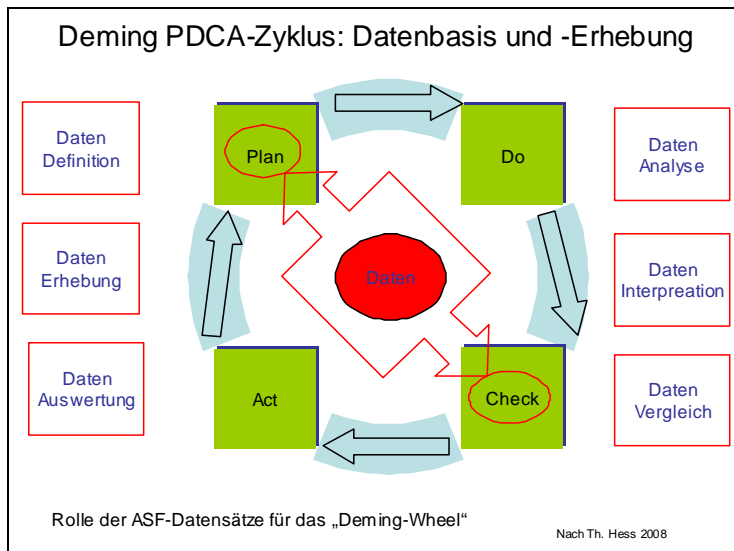 Deming PDCA-Zyklus: Datenbasis und -Erhebung
Daten
Definition
Plan
Do
Daten
Analyse
Daten
Erhebung
Daten
Daten
Interpreation
Daten
Auswertung
Act
Check
Daten
Vergleich
Rolle der ASF-Datensätze für das „Deming-Wheel“
Nach Th. Hess 2008